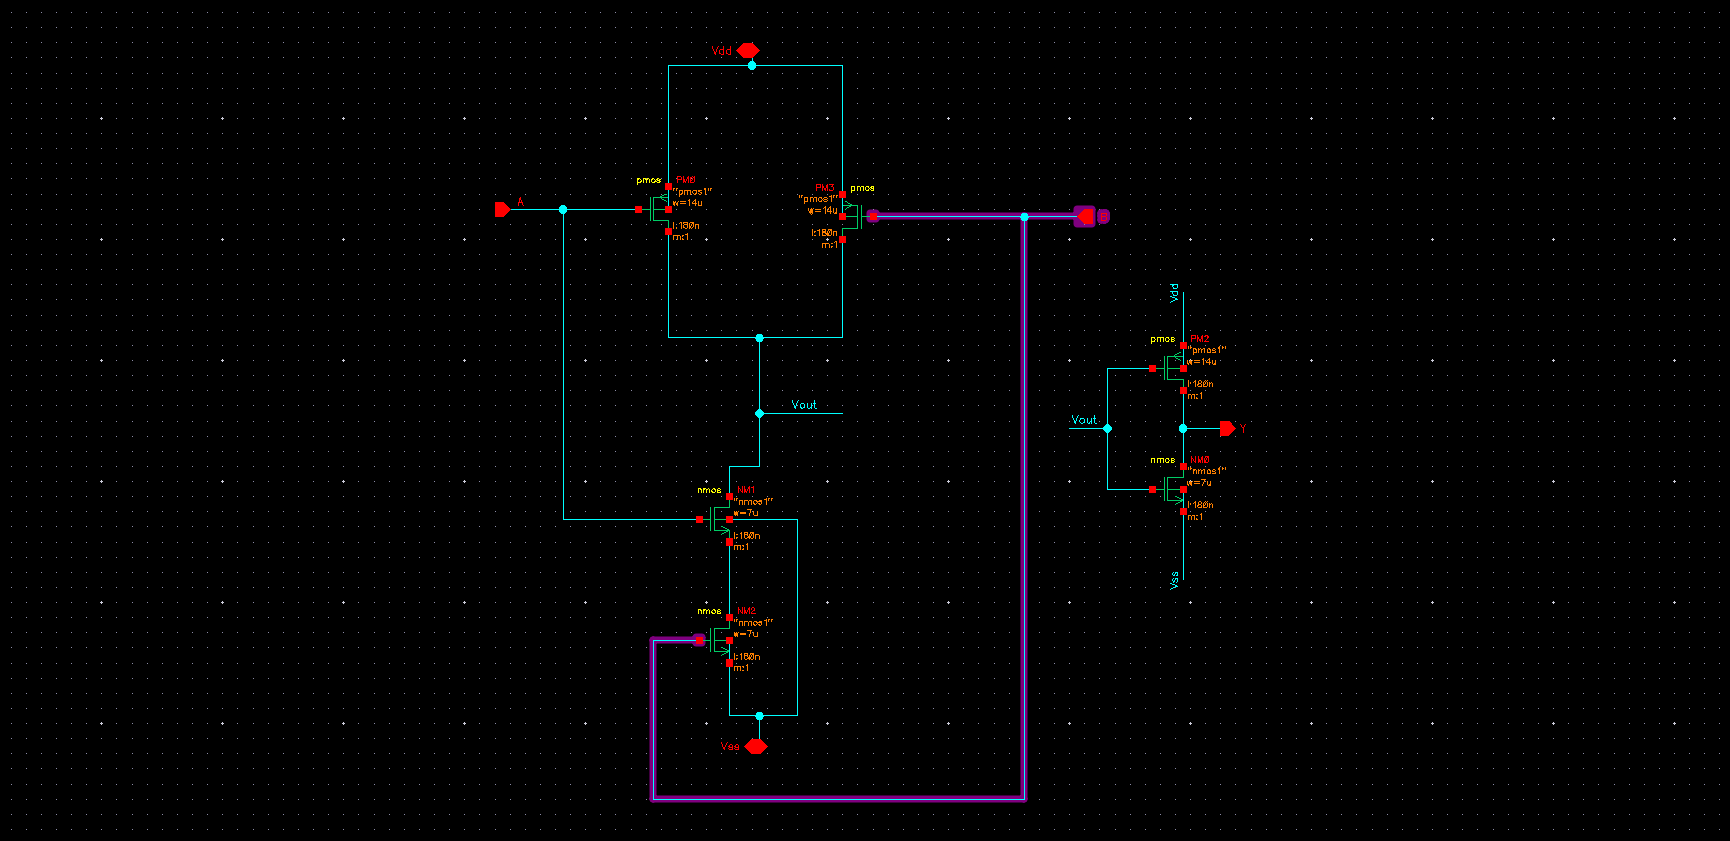 Vdd
pmos PM0
"pmos1"
w=14u
l:180n
m:1
PM3 pmos
"pmos1"
w=14u
l:180n
m:1
A
B
Vdd
pmos PM2
"pmos1"
w=14u
l:180n
m:1
Vout
Vout
Y
nmos NM0
"nmos1"
w=7u
l:180n
m:1
nmos NM1
"nmos1"
w=7u
l:180n
m:1
Vss
nmos NM2
"nmos1"
w=7u
l:180n
m:1
Vss